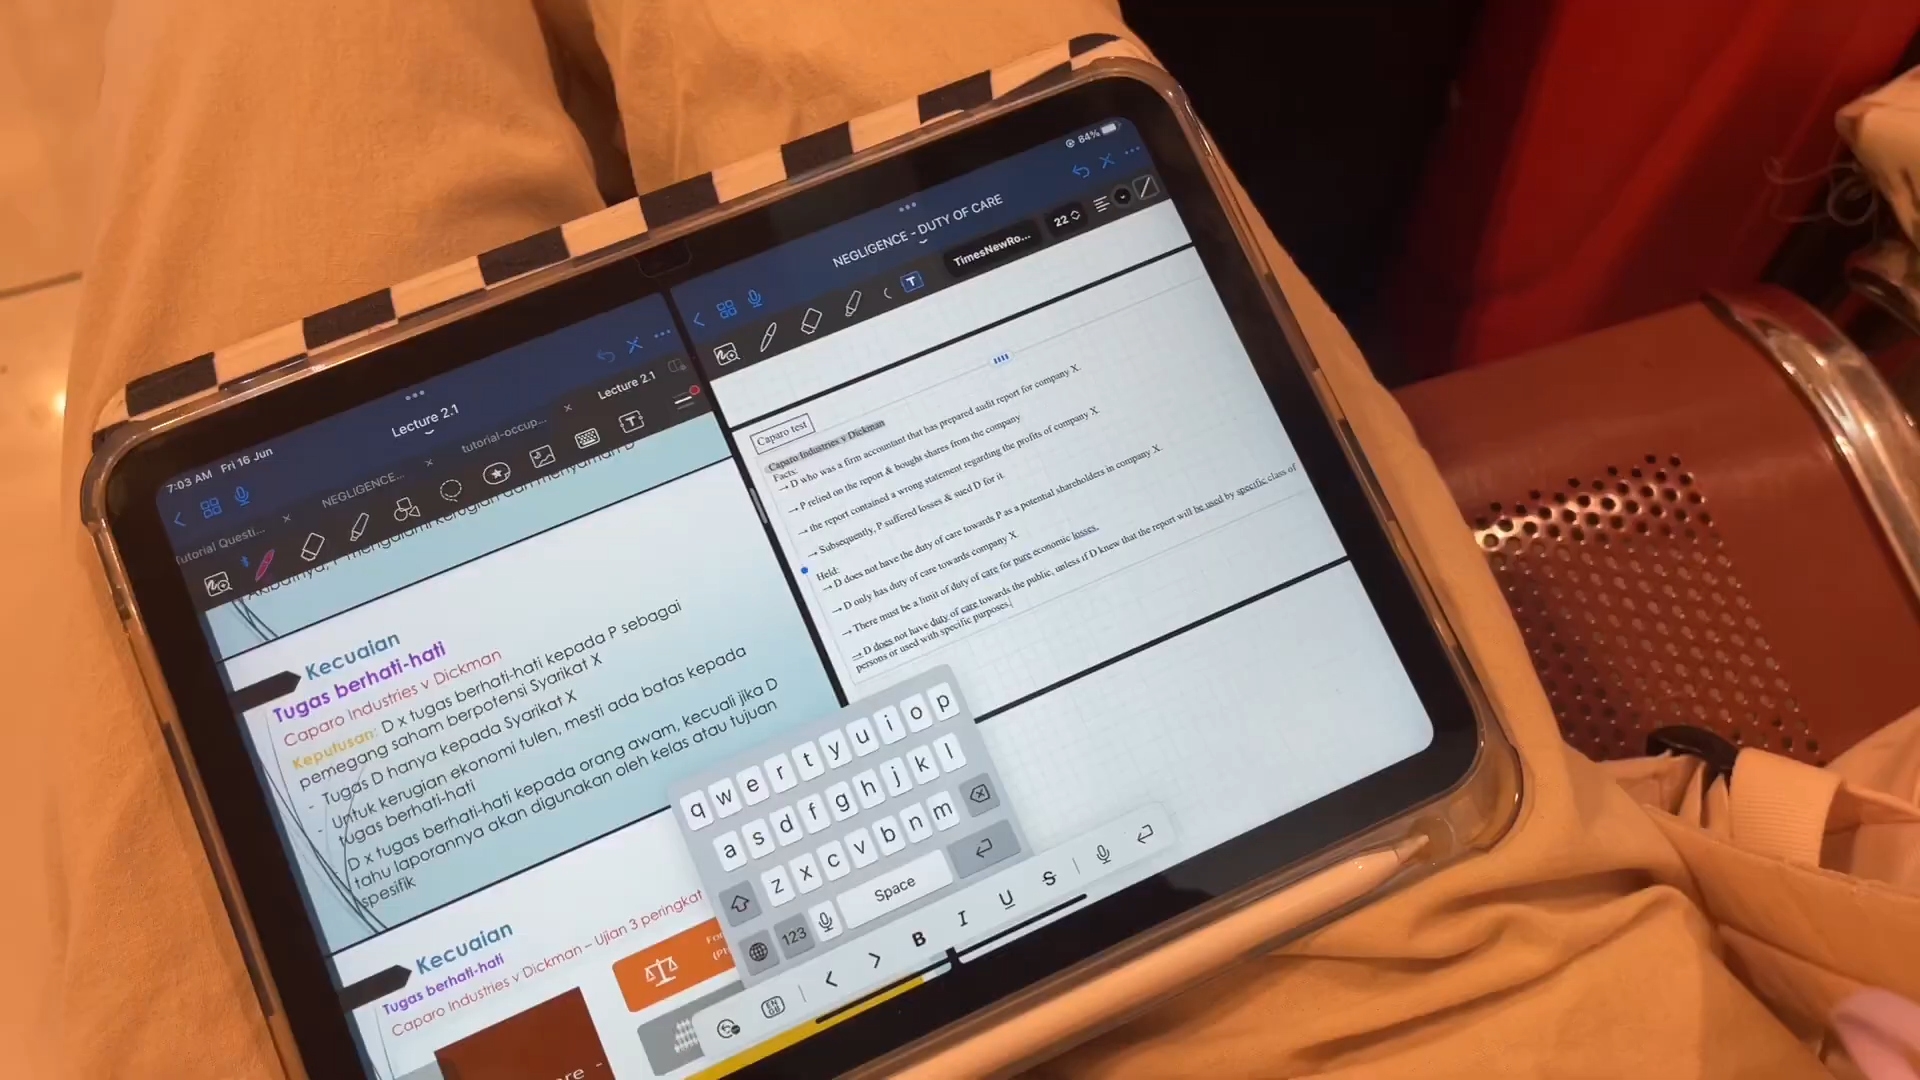 7:03 AM Fri 16 Jun
84%
Lecture 2.1
NEGLIGENCE...
tutorial-occup...
Lecture 2.1
Kecuaian
Tugas berhati-hati
Caparo Industries v Dickman
Keputusan: D x tugas berhati-hati kepada P sebagai
pemegang saham berpotensi Syarikat X
- Tugas D hanya kepada Syarikat X
- Untuk kerugian ekonomi tulen, mesti ada batas kepada
tugas berhati-hati
- D x tugas berhati-hati kepada orang awam, kecuali jika D
tahu laporannya akan digunakan oleh kelas atau tujuan
spesifik
Kecuaian
Tugas berhati-hati
Caparo Industries v Dickman – Ujian 3 peringkat
NEGLIGENCE - DUTY OF CARE
TimesNewRo...
22
Caparo test
Caparo Industries v Dickman
Facts:
→ D who was a firm accountant that has prepared audit report for company X.
→ P relied on the report & bought shares from the company
→ the report contained a wrong statement regarding the profits of company X.
→ Subsequently, P suffered losses & sued D for it.
Held:
→ D does not have the duty of care towards P as a potential shareholders in company X.
→ D only has duty of care towards company X.
→ There must be a limit of duty of care for pure economic losses.
→ D does not have duty of care towards the public, unless if D knew that the report will be used by specific class of
persons or used with specific purposes.
q w e r t y u i o p
a s d f g h j k l
z x c v b n m
123
Space
B I U S